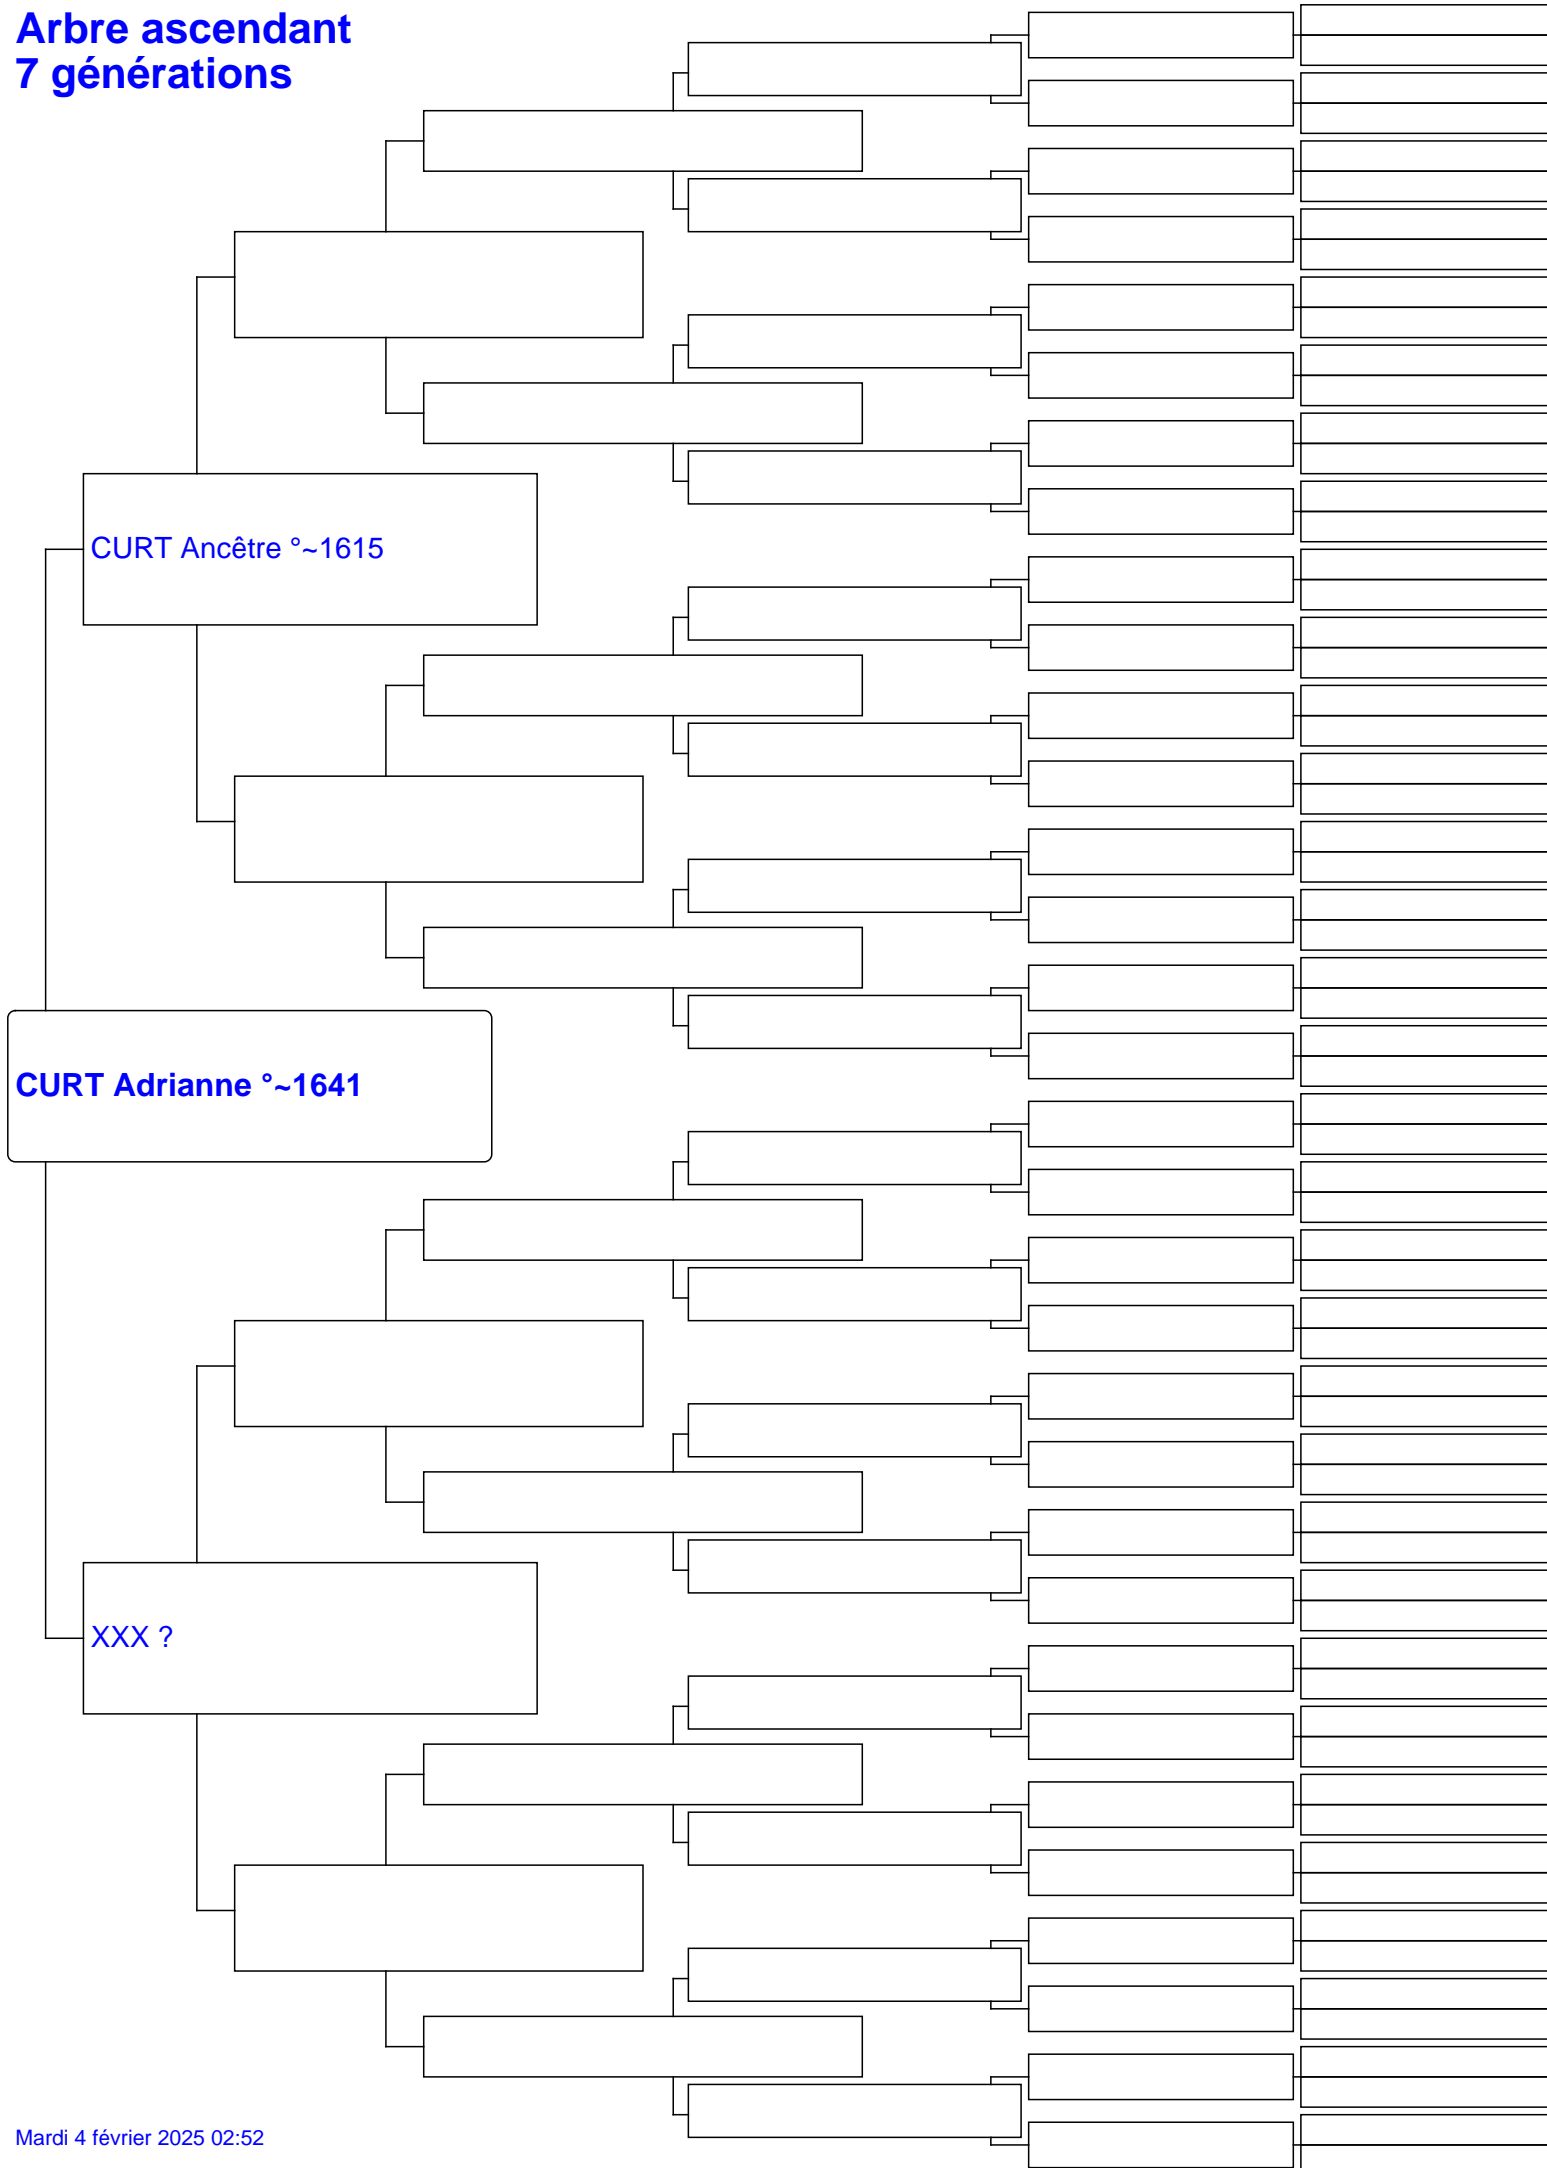 Arbre ascendant
7 générations
CURT Ancêtre °~1615
CURT Adrianne °~1641
XXX ?
Mardi 4 février 2025 02:52